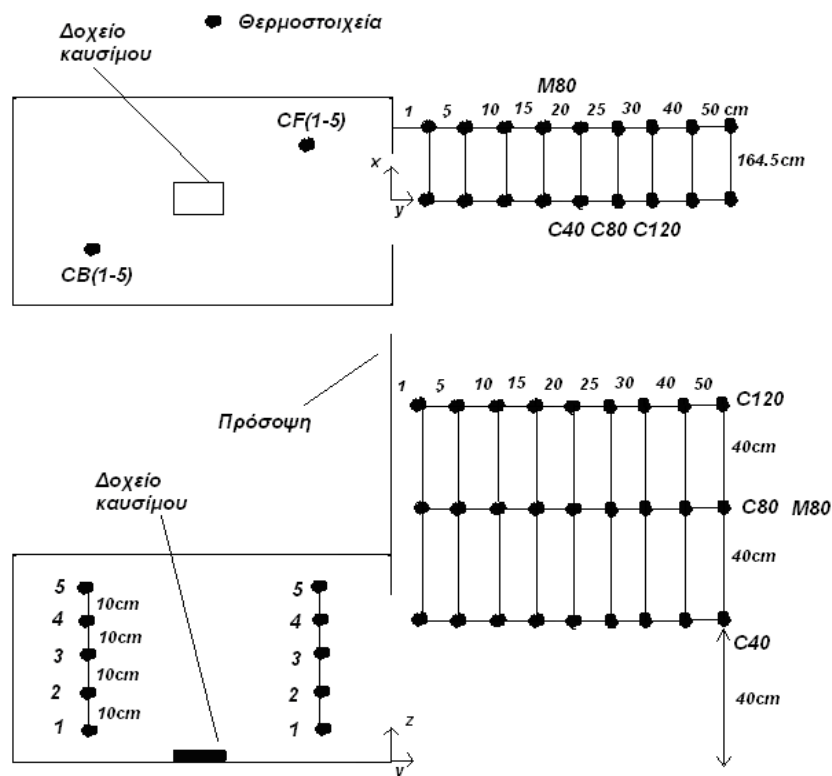 Δοχείο
καυσίμου
Θερμοστοιχεία
M80
1 5 10 15 20 25 30 40 50 cm
CF(1-5)
x
164.5cm
y
C40 C80 C120
CB(1-5)
1 5 10 15 20 25 30 40 50
C120
Πρόσοψη
40cm
Δοχείο
καυσίμου
C80 M80
40cm
5 5
10cm
4 4
10cm
3 3
C40
10cm
2 2
40cm
10cm
1 1
z
y